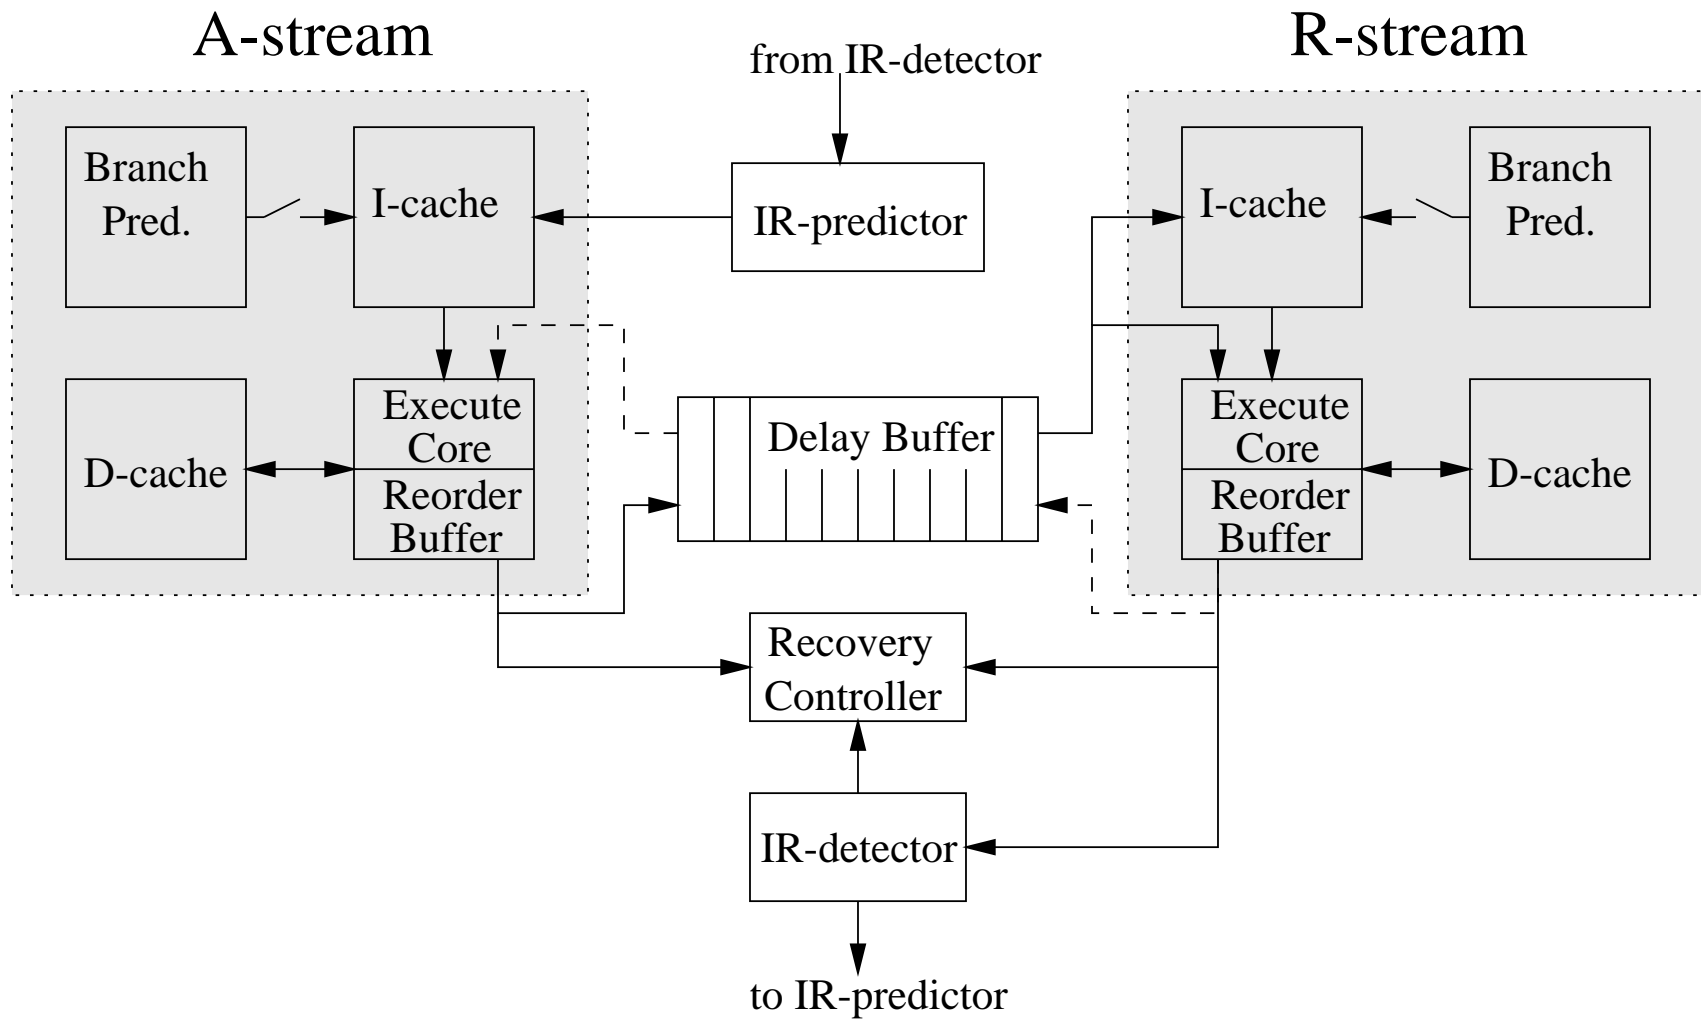 A-stream
from IR-detector
R-stream
Branch
Pred.
I-cache
IR-predictor
I-cache
Branch
Pred.
D-cache
Execute
Core
Reorder
Buffer
Delay Buffer
Execute
Core
Reorder
Buffer
D-cache
Recovery
Controller
IR-detector
to IR-predictor